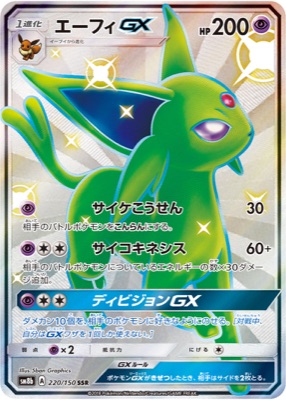 1進化
エーフィGX
HP 200
イーブイから進化
サイケこうせん 30
相手のバトルポケモンをこんらんにする。
サイコキネシス 60+
相手のバトルポケモンについているエネルギーの数×30ダメージ追加。
ディビジョンGX
ダメカン10個を、相手のポケモンに好きなようにのせる。[対戦中、自分はGXワザを1回しか使えない。]
弱点 ×2 抵抗力 にげる
Illus. 5ban Graphics
GXルール
ポケモンGXがきぜつしたとき、相手はサイドを2枚とる。
sm8b A 220/150 SSR